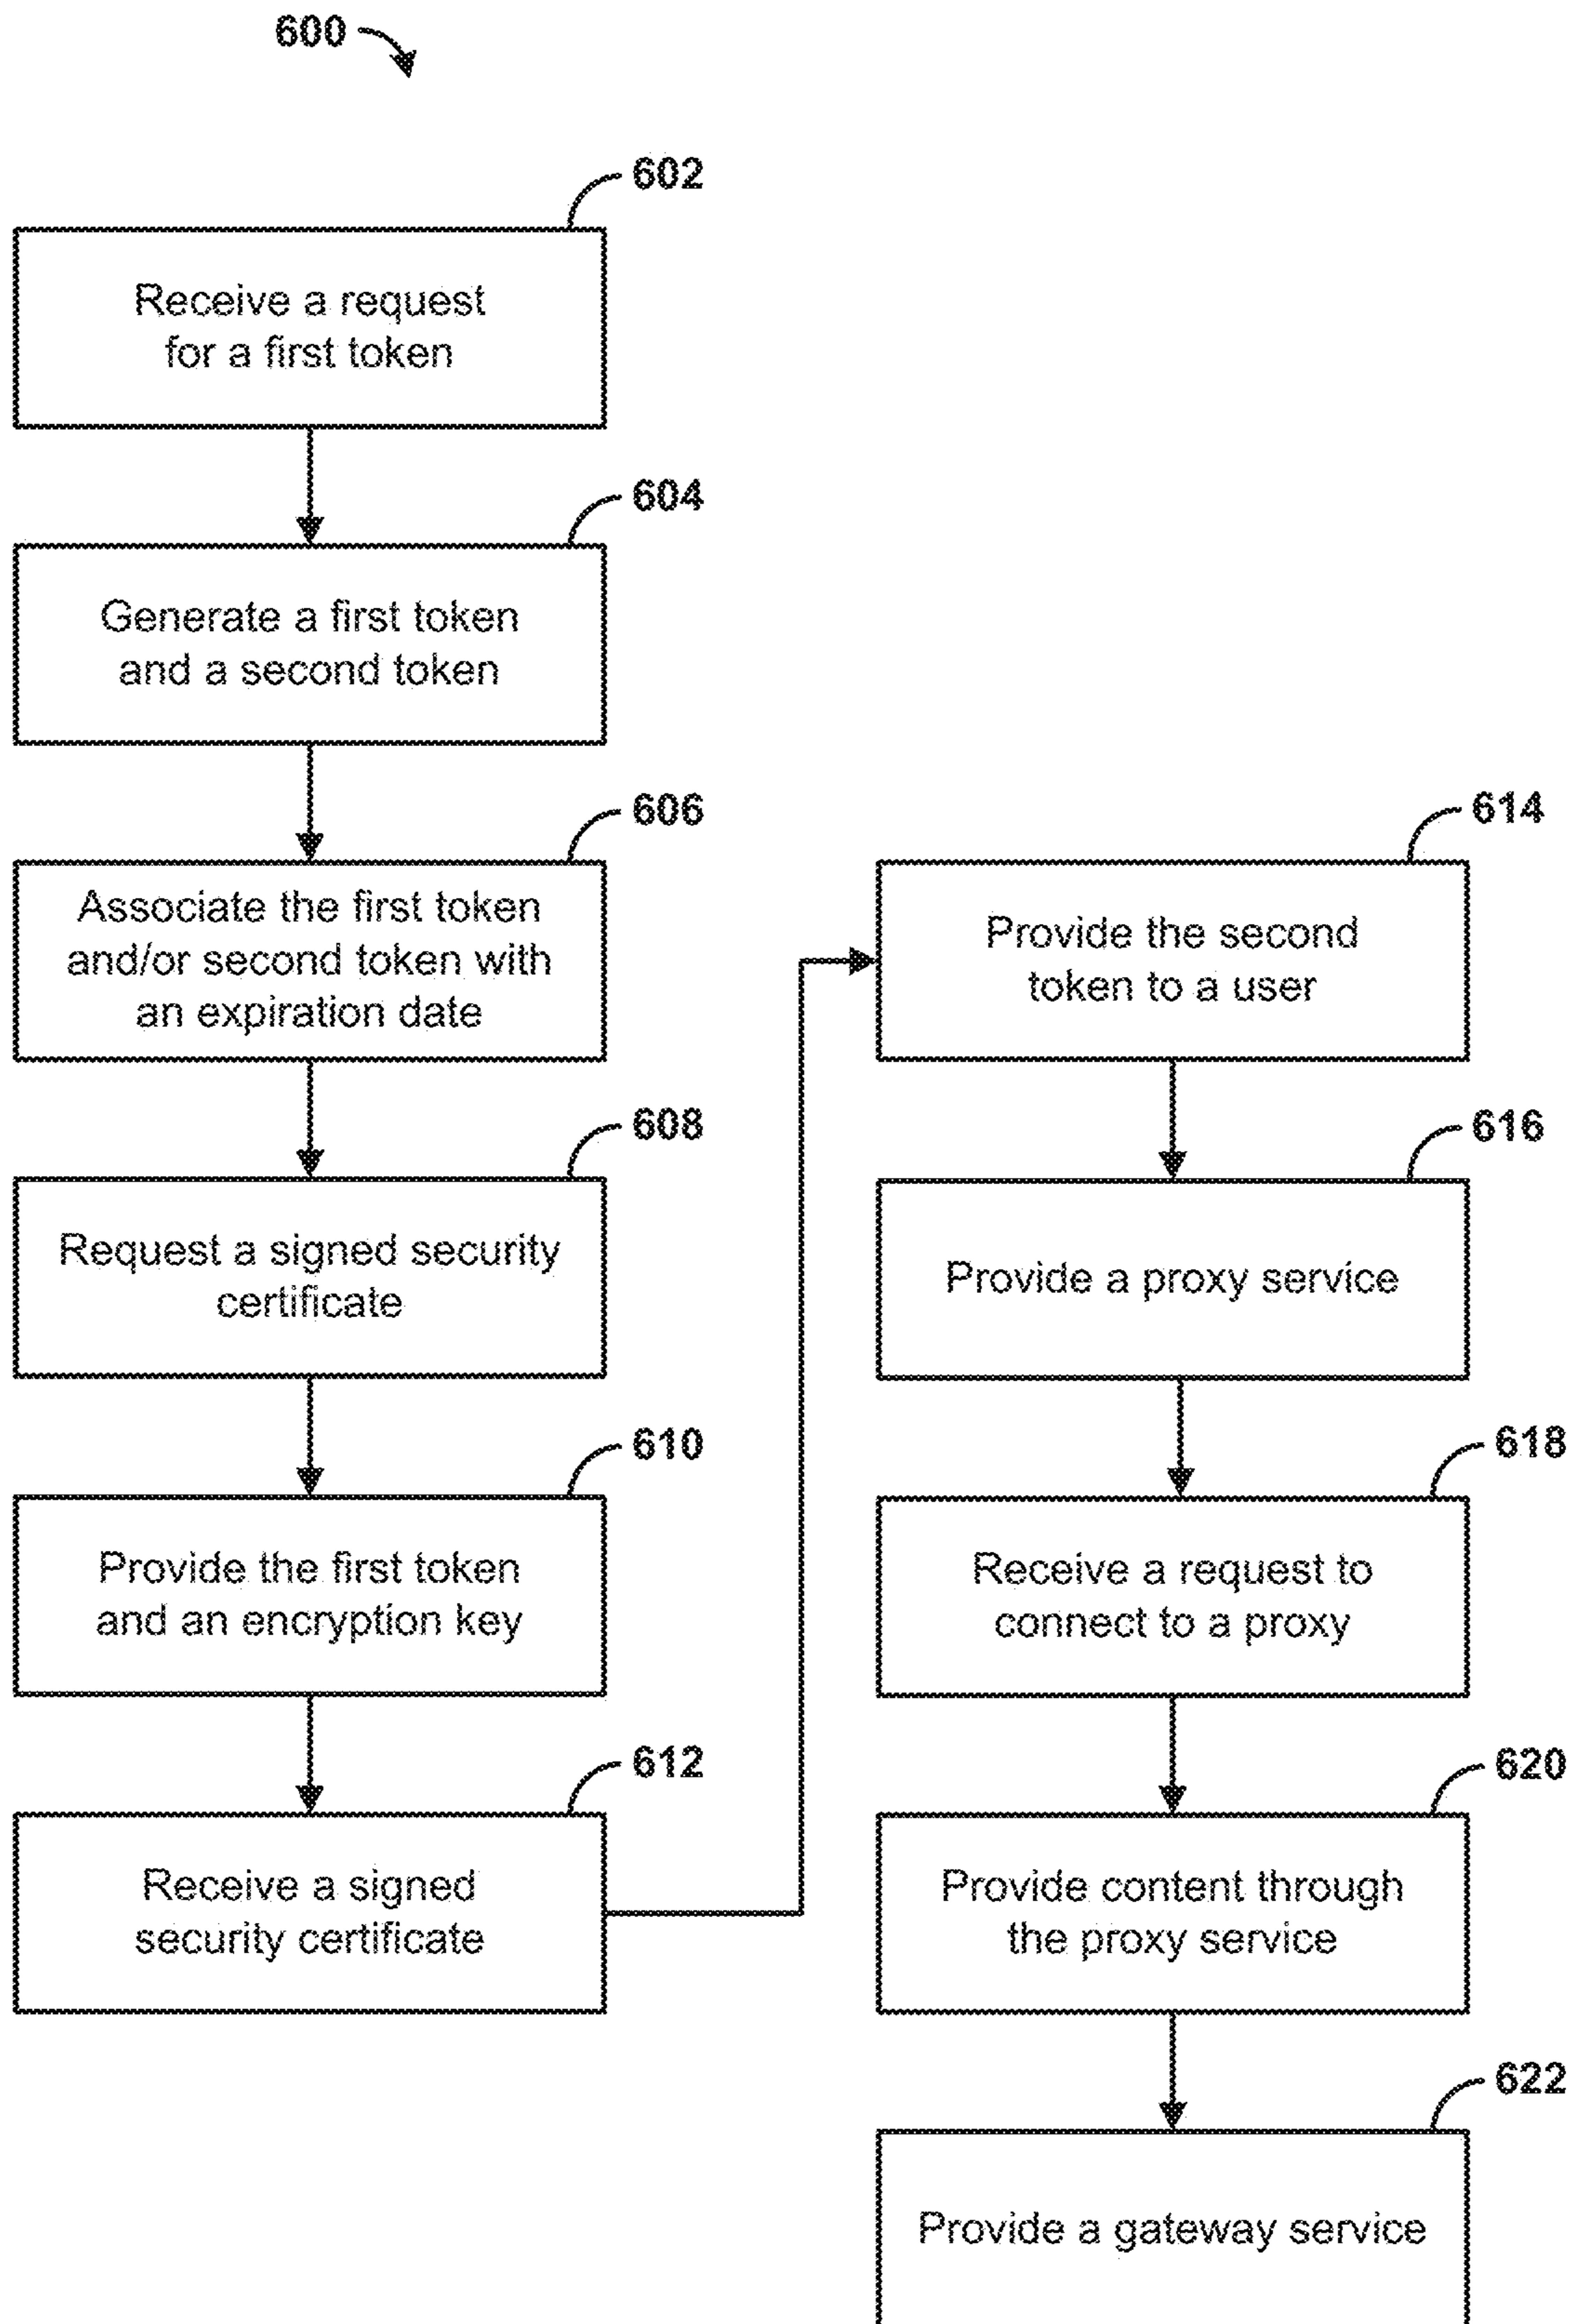 600
602
Receive a request
for a first token
604
Generate a first token
and a second token
606
Associate the first token
and/or second token with
an expiration date
608
Request a signed security
certificate
610
Provide the first token
and an encryption key
612
Receive a signed
security certificate
614
Provide the second
token to a user
616
Provide a proxy service
618
Receive a request to
connect to a proxy
620
Provide content through
the proxy service
622
Provide a gateway service